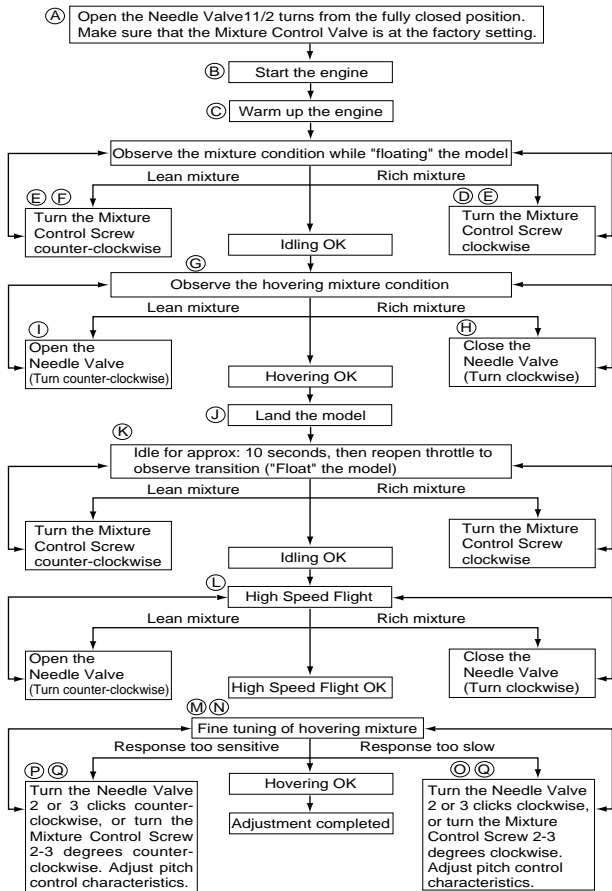 A
Open the Needle Valve11/2 turns from the fully closed position.
Make sure that the Mixture Control Valve is at the factory setting.
B
Start the engine
C
Warm up the engine
Observe the mixture condition while "floating" the model
Lean mixture
Rich mixture
E F
Turn the Mixture
Control Screw
counter-clockwise
D E
Turn the Mixture
Control Screw
clockwise
Idling OK
G
Observe the hovering mixture condition
Lean mixture
Rich mixture
I
Open the
Needle Valve
(Turn counter-clockwise)
H
Close the
Needle Valve
(Turn clockwise)
Hovering OK
J
Land the model
K
Idle for approx: 10 seconds, then reopen throttle to
observe transition ("Float" the model)
Lean mixture
Rich mixture
Turn the Mixture
Control Screw
counter-clockwise
Turn the Mixture
Control Screw
clockwise
Idling OK
L
High Speed Flight
Lean mixture
Rich mixture
Open the
Needle Valve
(Turn counter-clockwise)
Close the
Needle Valve
(Turn clockwise)
High Speed Flight OK
M N
Fine tuning of hovering mixture
Response too sensitive
Response too slow
P Q
Turn the Needle Valve
2 or 3 clicks counter-
clockwise, or turn the
Mixture Control Screw
2-3 degrees counter-
clockwise. Adjust pitch
control characteristics.
Hovering OK
Adjustment completed
O Q
Turn the Needle Valve
2 or 3 clicks clockwise,
or turn the Mixture
Control Screw 2-3
degrees clockwise.
Adjust pitch control
characteristics.